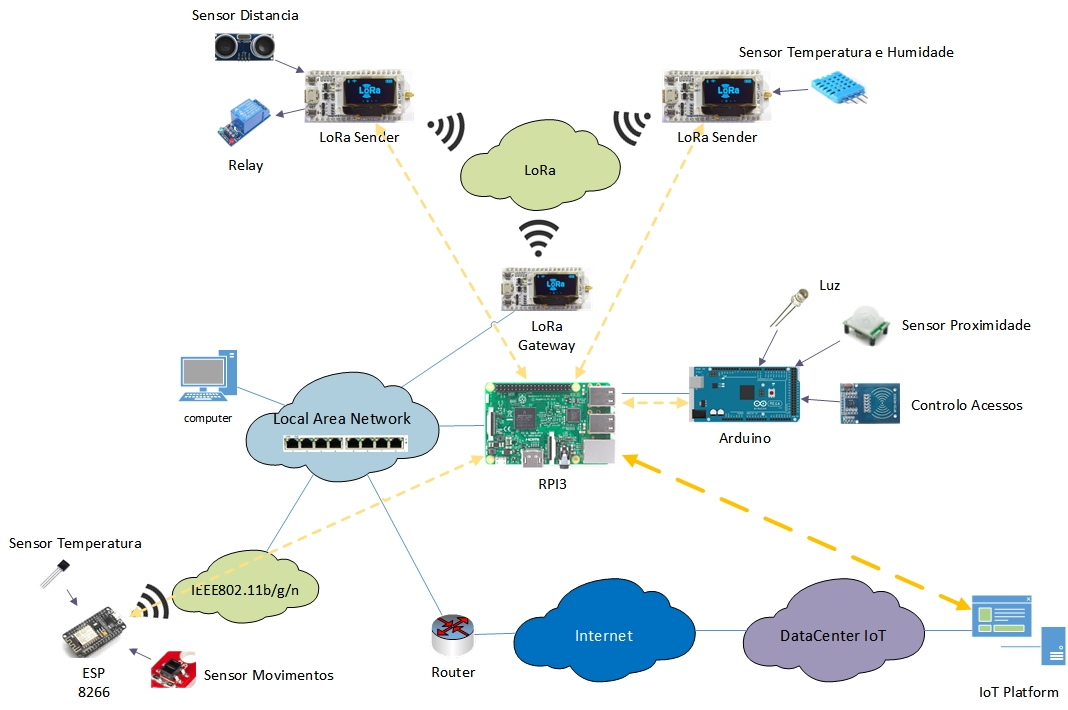 Sensor Distancia
Sensor Temperatura e Humidade
LoRa
LoRa
LoRa Sender
LoRa Sender
Relay
LoRa
LoRa
LoRa
Gateway
Luz
Sensor Proximidade
computer
Local Area Network
Controlo Acessos
Arduino
RPI3
Sensor Temperatura
IEEE802.11b/g/n
Internet
DataCenter IoT
Router
ESP
8266
Sensor Movimentos
IoT Platform